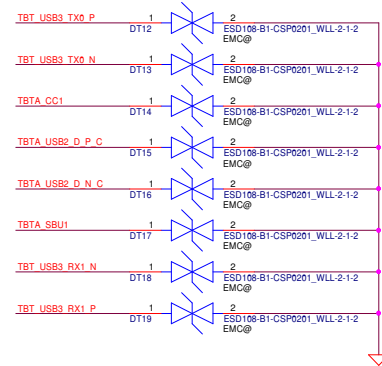 TBT_USB3_TX0_P 1 2
DT12 ESD108-B1-CSP0201_WLL-2-1-2
EMC@
TBT_USB3_TX0_N 1 2
DT13 ESD108-B1-CSP0201_WLL-2-1-2
EMC@
TBTA_CC1 1 2
DT14 ESD108-B1-CSP0201_WLL-2-1-2
EMC@
TBTA_USB2_D_P_C 1 2
DT15 ESD108-B1-CSP0201_WLL-2-1-2
EMC@
TBTA_USB2_D_N_C 1 2
DT16 ESD108-B1-CSP0201_WLL-2-1-2
EMC@
TBTA_SBU1 1 2
DT17 ESD108-B1-CSP0201_WLL-2-1-2
EMC@
TBT_USB3_RX1_N 1 2
DT18 ESD108-B1-CSP0201_WLL-2-1-2
EMC@
TBT_USB3_RX1_P 1 2
DT19 ESD108-B1-CSP0201_WLL-2-1-2
EMC@